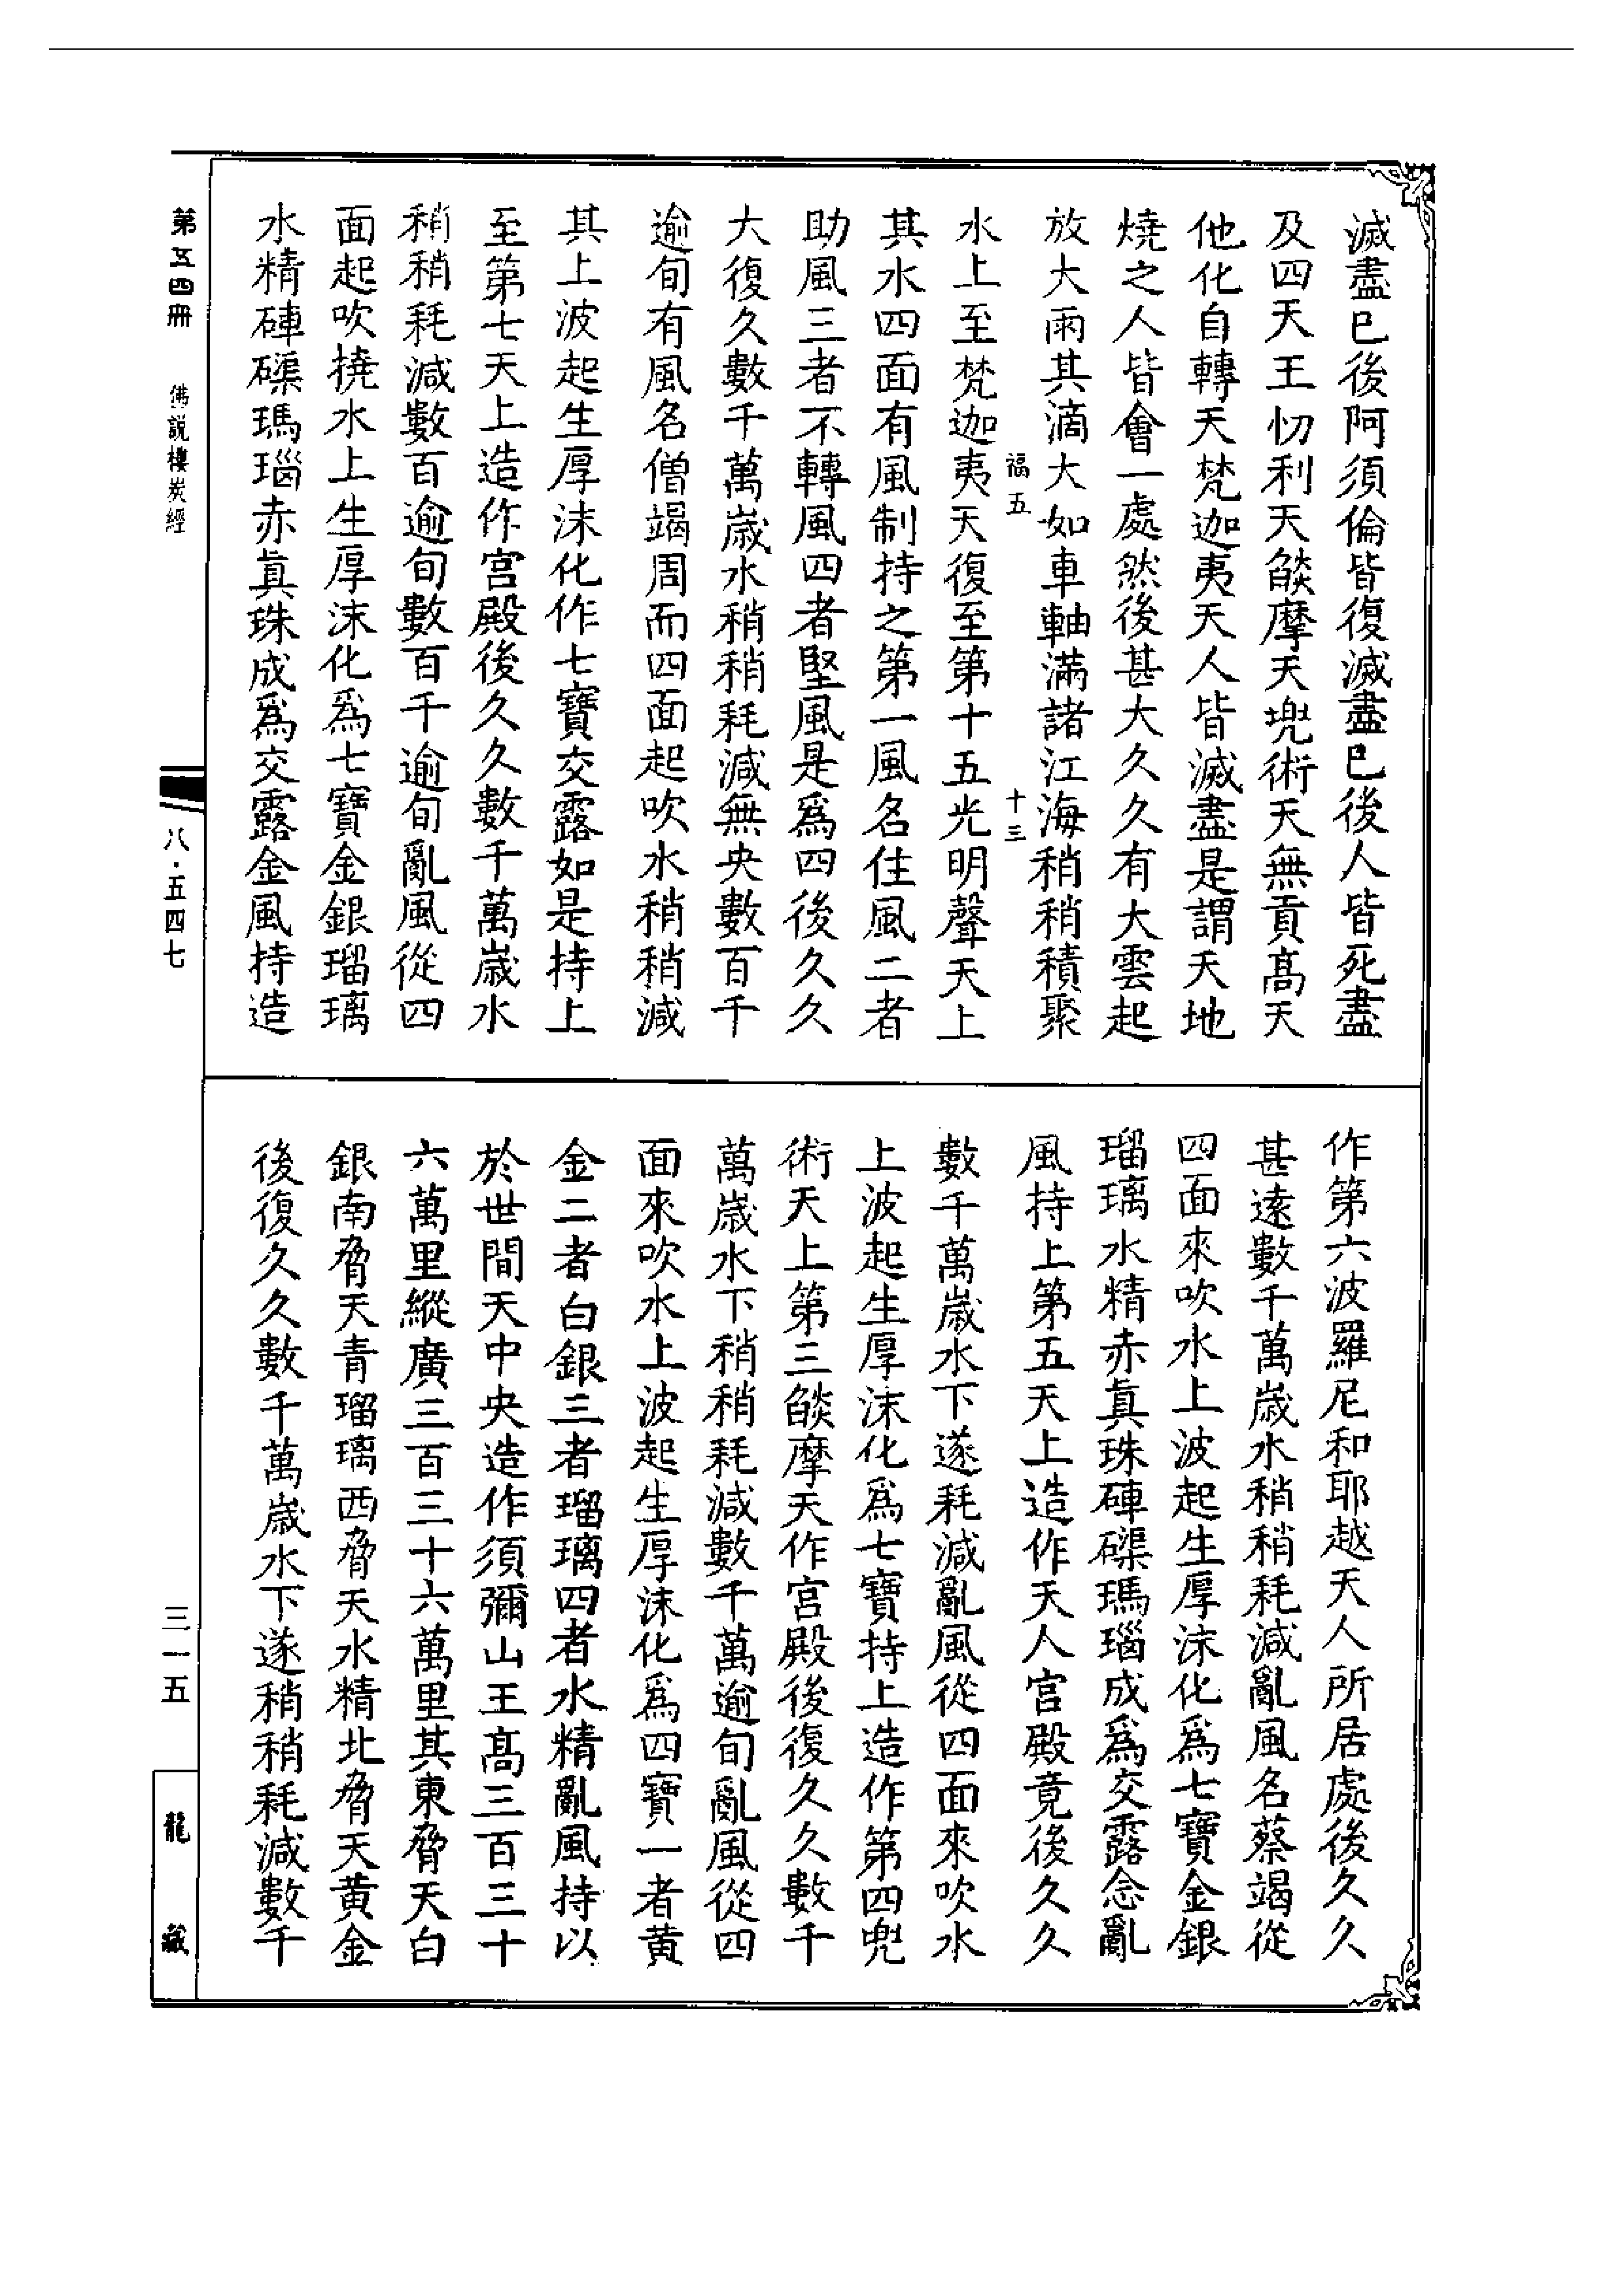 滅盡已後阿須倫皆復滅盡已後人皆死盡
及四天王忉利天燄摩天兜術天無貢高天
他化自轉天梵迦夷天人皆滅盡是謂天地
燒之人皆會一處然後甚大久久有大雲起
放大雨其滴大如車軸滿諸江海稍稍積聚
福五 十三
水上至梵迦夷天復至第十五光明聲天上
其水四面有風制持之第一風名住風二者
助風三者不轉風四者堅風是爲四後久久
大復久數千萬歲水稍稍耗減無央數百千
逾旬有風名僧竭周而四面起吹水稍稍減
其上波起生厚沫化作七寶交露如是持上
至第七天上造作宮殿後久久數千萬歲水
稍稍耗減數百逾旬數百千逾旬亂風從四
面起吹撓水上生厚沫化爲七寶金銀瑠璃
水精硨磲瑪瑙赤真珠成爲交露金風持造
作第六波羅尼和耶越天人所居處後久久
甚遠數千萬歲水稍稍耗減亂風名蔡竭從
四面來吹水上波起生厚沫化爲七寶金銀
瑠璃水精赤真珠硨磲瑪瑙成爲交露念亂
風持上第五天上造作天人宮殿竟後久久
數千萬歲水下遂耗減亂風從四面來吹水
上波起生厚沫化爲七寶持上造作第四兜
術天上第三燄摩天作宮殿後復久久數千
萬歲水下稍稍耗減數千萬逾旬亂風從四
面來吹水上波起生厚沫化爲四寶一者黃
金二者白銀三者瑠璃四者水精亂風持以
於世間天中央造作須彌山王高三百三十
六萬里縱廣三百三十六萬里其東脅天白
銀南脅天青瑠璃西脅天水精北脅天黃金
後復久久數千萬歲水下遂稍稍耗減數千
第五四冊 佛説樓炭經
八·五四七
三一五
龍藏